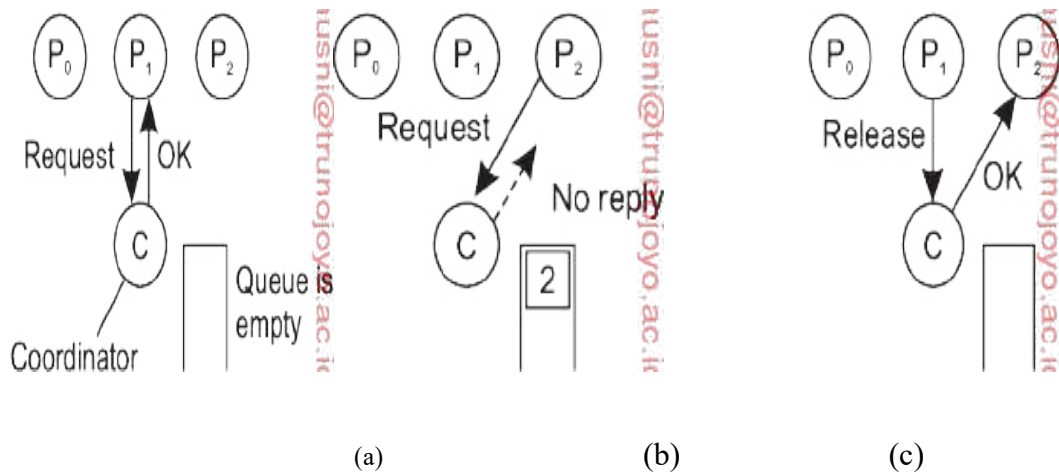 P0 P1 P2
Request OK
C
Queue is
empty
Coordinator
P0 P1 P2
Request
No reply
C
2
P0 P1 P2
Release
OK
C
(a) (b) (c)